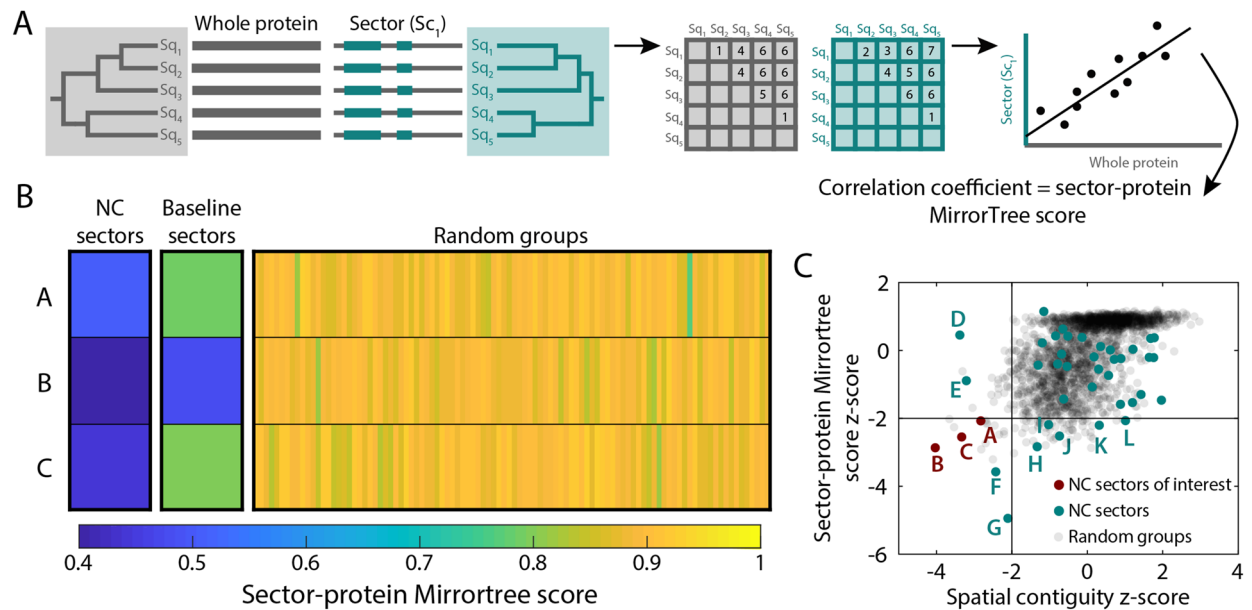 A
Whole protein
Sector (Sc1)
Sq1
Sq2
Sq3
Sq4
Sq5
Sq1
Sq2
Sq3
Sq4
Sq5
Sq1 Sq2 Sq3 Sq4 Sq5
Sq1 1 4 6 6
Sq2 4 6 6
Sq3 5 6
Sq4 1
Sq5
Sq1 Sq2 Sq3 Sq4 Sq5
Sq1 2 3 6 7
Sq2 4 5 6
Sq3 6 6
Sq4 1
Sq5
Sector (Sc1)
Whole protein
Correlation coefficient = sector-protein
MirrorTree score
B
NC
sectors
Baseline
sectors
Random groups
A
B
C
0.4 0.5 0.6 0.7 0.8 0.9 1
Sector-protein Mirrortree score
C
Sector-protein Mirrortree
score z-score
2
0
-2
-4
-6
D
E
A
B
C
F
G
H
I
J
K
L
NC sectors of interest
NC sectors
Random groups
-4 -2 0 2 4
Spatial contiguity z-score